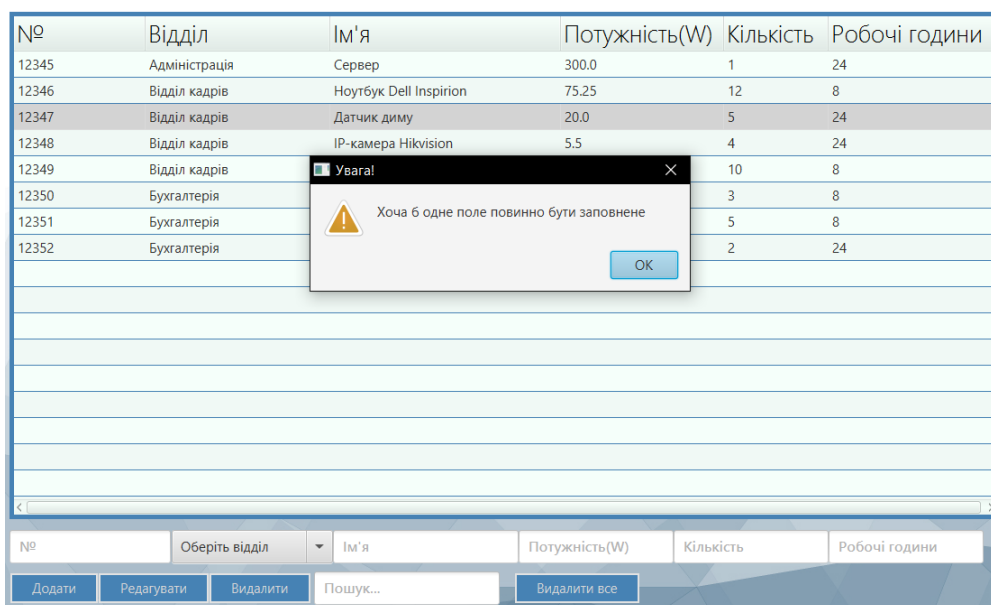 № Відділ Ім'я Потужність(W) Кількість Робочі години
12345 Адміністрація Сервер 300.0 1 24
12346 Відділ кадрів Ноутбук Dell Inspirion 75.25 12 8
12347 Відділ кадрів Датчик диму 20.0 5 24
12348 Відділ кадрів IP-камера Hikvision 5.5 4 24
12349 Відділ кадрів 10 8
12350 Бухгалтерія 3 8
12351 Бухгалтерія 5 8
12352 Бухгалтерія 2 24
Увага!
Хоча б одне поле повинно бути заповнене
OK
№ Оберіть відділ Ім'я Потужність(W) Кількість Робочі години
Додати Редагувати Видалити Пошук... Видалити все